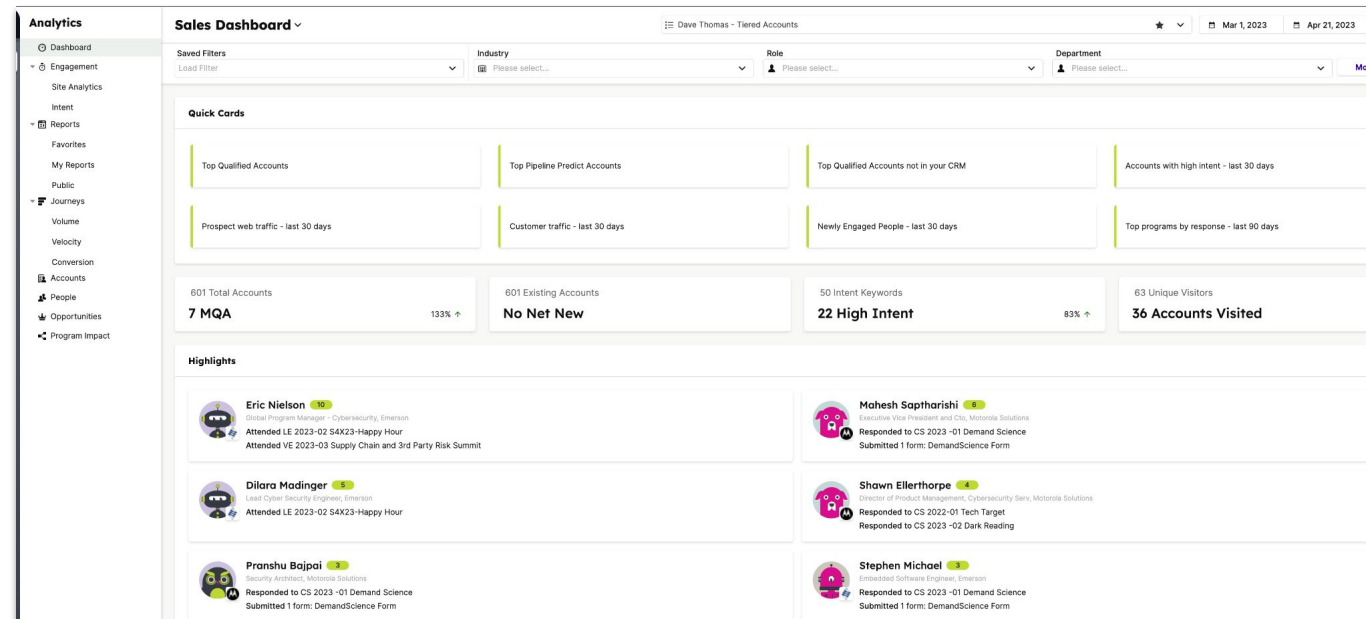 Analytics
Dashboard
Engagement
Site Analytics
Intent
Reports
Favorites
My Reports
Public
Journeys
Volume
Velocity
Conversion
Accounts
People
Opportunities
Program Impact
Sales Dashboard
Dave Thomas - Tiered Accounts
Mar 1, 2023
Apr 21, 2023
Saved Filters
Load Filter
Industry
Please select...
Role
Please select...
Department
Please select...
Mo
Quick Cards
Top Qualified Accounts
Top Pipeline Predict Accounts
Top Qualified Accounts not in your CRM
Accounts with high intent - last 30 days
Prospect web traffic - last 30 days
Customer traffic - last 30 days
Newly Engaged People - last 30 days
Top programs by response - last 90 days
601 Total Accounts
7 MQA
133% ↑
601 Existing Accounts
No Net New
50 Intent Keywords
22 High Intent
83% ↑
63 Unique Visitors
36 Accounts Visited
Highlights
Eric Nielson 10
Global Program Manager - Cybersecurity, Emerson
Attended LE 2023-02 S4X23-Happy Hour
Attended VE 2023-03 Supply Chain and 3rd Party Risk Summit
Mahesh Saptharishi 6
Executive Vice President and Cto, Motorola Solutions
Responded to CS 2023 -01 Demand Science
Submitted 1 form: DemandScience Form
Dilara Madinger 5
Lead Cyber Security Engineer, Emerson
Attended LE 2023-02 S4X23-Happy Hour
Shawn Ellerthorpe 4
Director of Product Management, Cybersecurity Serv, Motorola Solutions
Responded to CS 2022-01 Tech Target
Responded to CS 2023 -02 Dark Reading
Pranshu Bajpai 3
Security Architect, Motorola Solutions
Responded to CS 2023 -01 Demand Science
Submitted 1 form: DemandScience Form
Stephen Michael 3
Embedded Software Engineer, Emerson
Responded to CS 2023 -01 Demand Science
Submitted 1 form: DemandScience Form